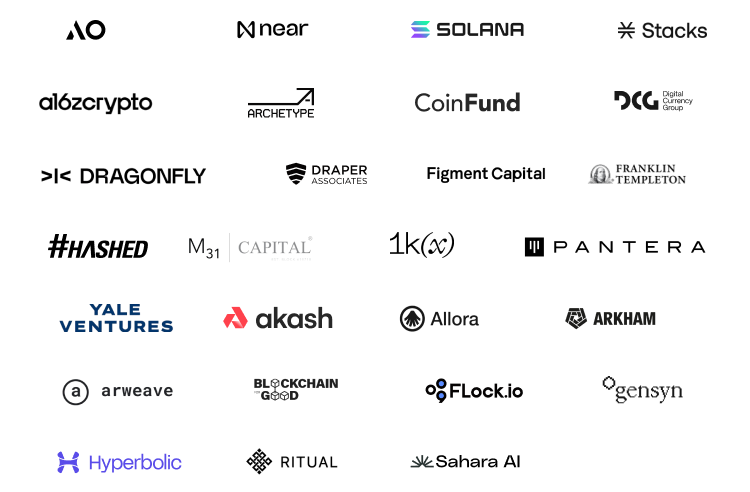 AO
near
SOLANA
Stacks
a16zcrypto
ARCHETYPE
CoinFund
DCG Digital
Currency
Group
DRAGONFLY
DRAPER
ASSOCIATES
Figment Capital
FRANKLIN
TEMPLETON
#HASHED
M31 CAPITAL®
1k(x)
PANTERA
YALE
VENTURES
akash
Allora
ARKHAM
a arweave
BLOCKCHAIN
GOOD
FLock.io
gensyn
Hyperbolic
RITUAL
Sahara AI